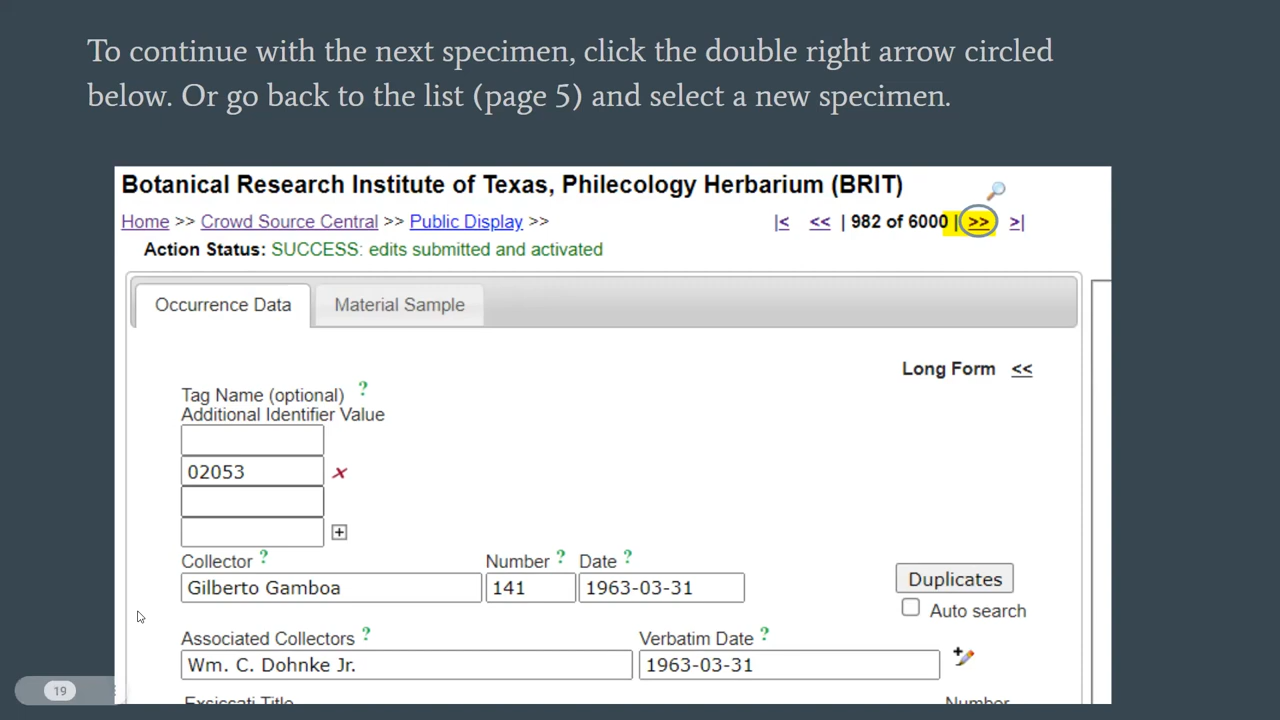 To continue with the next specimen, click the double right arrow circled
below. Or go back to the list (page 5) and select a new specimen.
Botanical Research Institute of Texas, Philecology Herbarium (BRIT)
Home >> Crowd Source Central >> Public Display >> |< << | 982 of 6000 | >> >|
Action Status: SUCCESS: edits submitted and activated
Occurrence Data Material Sample
Long Form <<
Tag Name (optional) ?
Additional Identifier Value
02053
Collector ? Number ? Date ?
Gilberto Gamboa 141 1963-03-31
Duplicates
Auto search
Associated Collectors ? Verbatim Date ?
Wm. C. Dohnke Jr. 1963-03-31
Exsiccati Title Number
19